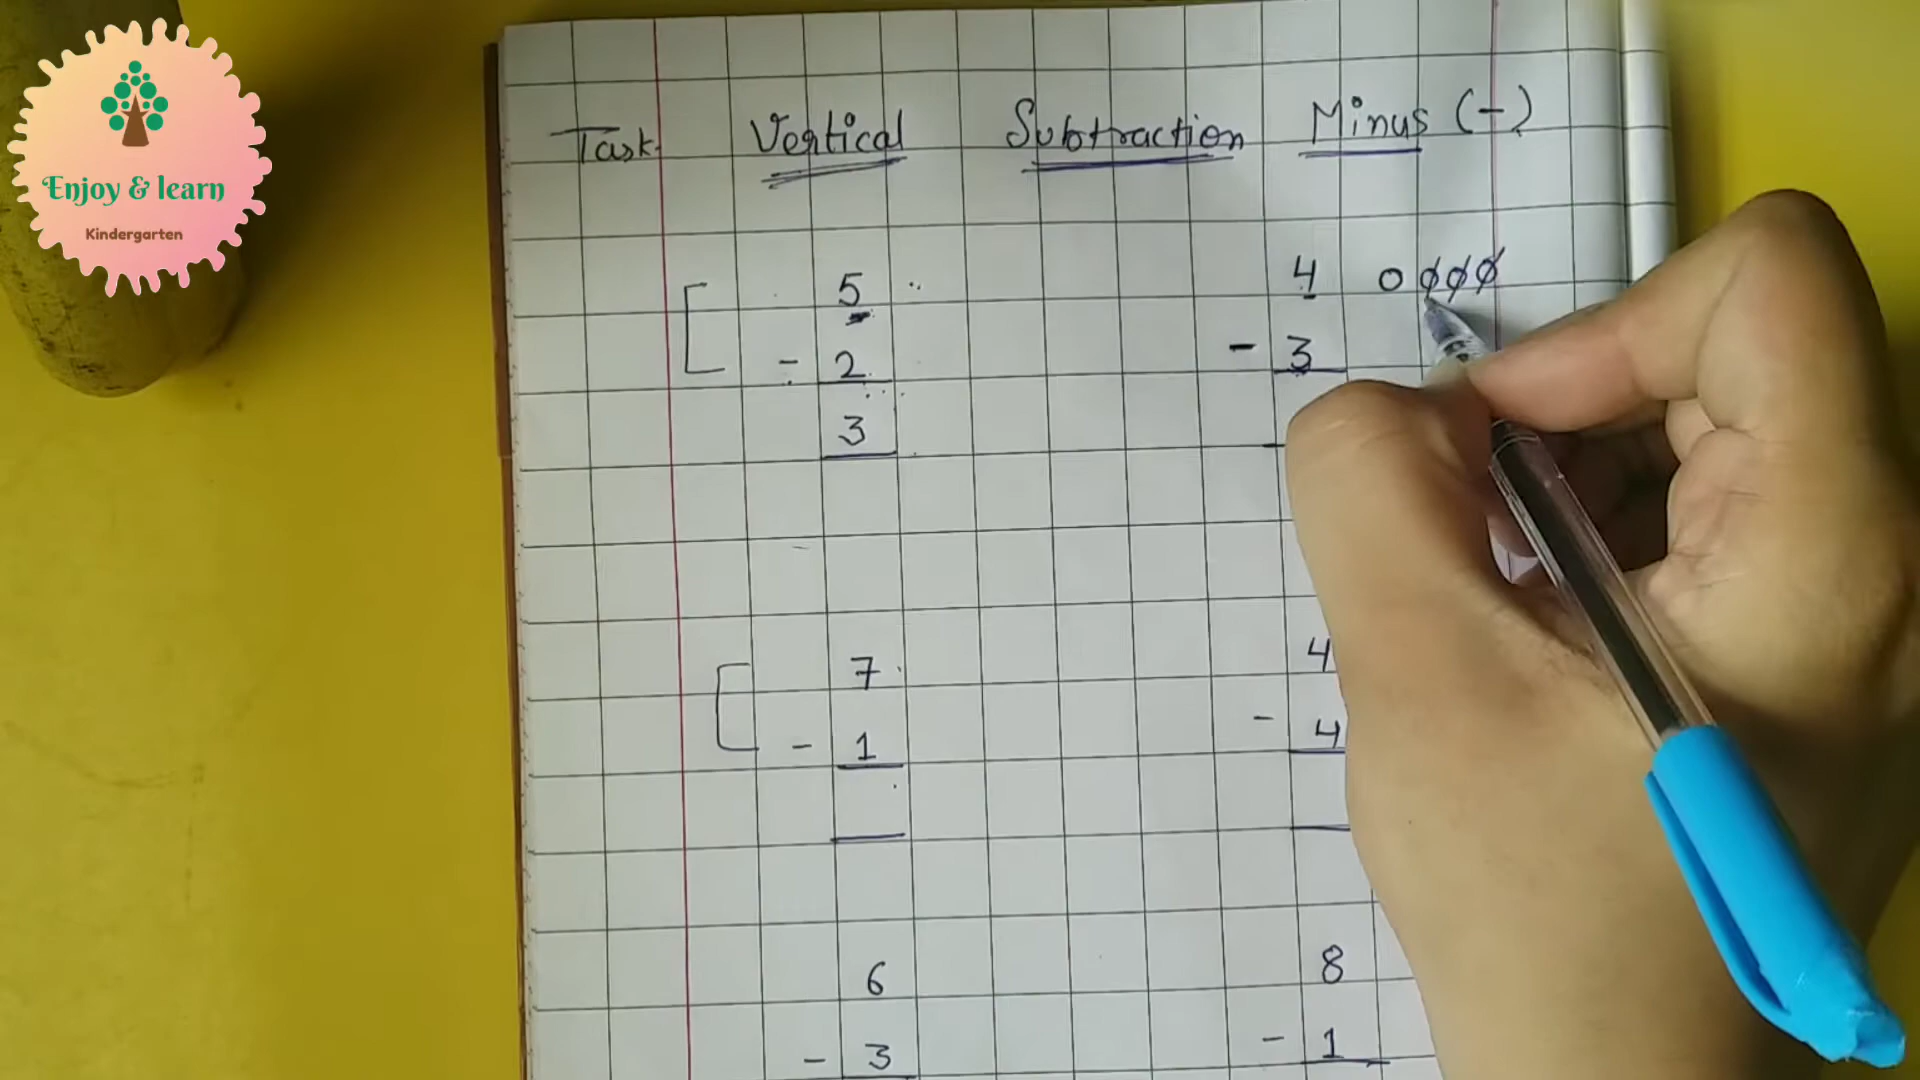 Enjoy & learn
Kindergarten
Task Vertical Subtraction Minus (-)
5 4 0000
- 2 - 3
3
7 4
- 1 - 4
6 8
- 3 - 1